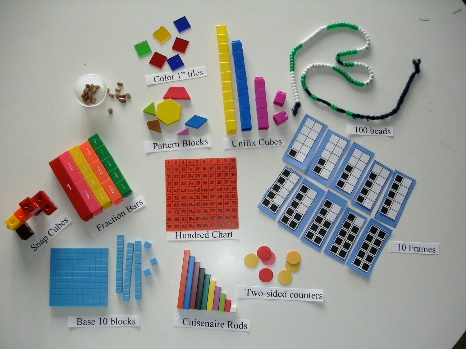 Color 1" tiles
Pattern Blocks
Unifix Cubes
100 beads
Snap Cubes
Fraction Bars
Hundred Chart
10 Frames
Base 10 blocks
Cuisenaire Rods
Two-sided counters